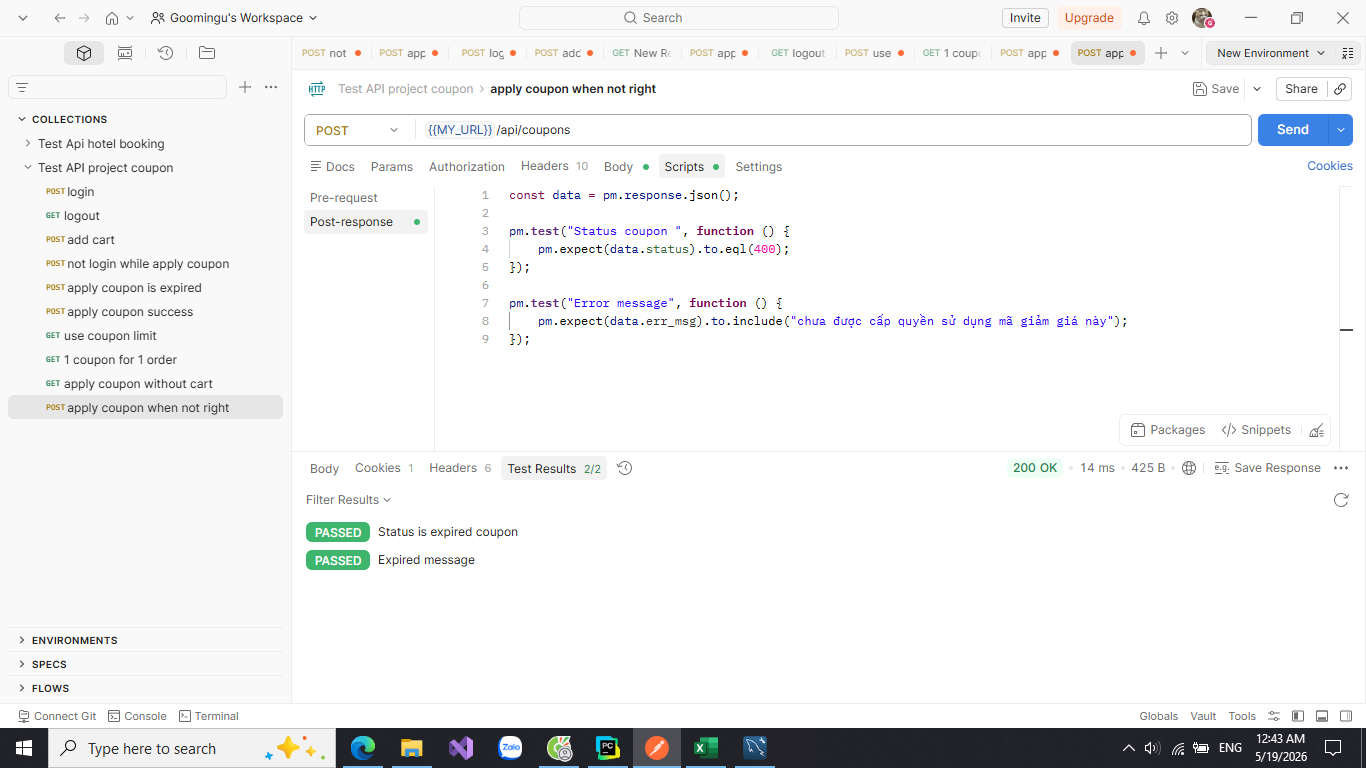 Goomingu's Workspace
Search
Invite
Upgrade
POST not
POST app
POST log
POST add
GET New Re
POST app
GET logout
POST use
GET 1 coup
POST app
POST app
New Environment
Test API project coupon > apply coupon when not right
Save
Share
COLLECTIONS
Test Api hotel booking
Test API project coupon
POST login
GET logout
POST add cart
POST not login while apply coupon
POST apply coupon is expired
POST apply coupon success
POST use coupon limit
GET 1 coupon for 1 order
GET apply coupon without cart
POST apply coupon when not right
ENVIRONMENTS
SPECS
FLOWS
HTTP
POST
{{MY_URL}} /api/coupons
Send
Docs
Params
Authorization
Headers 10
Body
Scripts
Settings
Cookies
Pre-request
Post-response
1 const data = pm.response.json();
2
3 pm.test("Status coupon ", function () {
4 pm.expect(data.status).to.eql(400);
5 });
6
7 pm.test("Error message", function () {
8 pm.expect(data.err_msg).to.include("chưa được cấp quyền sử dụng mã giảm giá này");
9 });
Packages
Snippets
Body
Cookies 1
Headers 6
Test Results 2/2
200 OK
14 ms
425 B
e.g. Save Response
Filter Results
PASSED Status is expired coupon
PASSED Expired message
Connect Git
Console
Terminal
Globals
Vault
Tools
Type here to search
Zalo
PC
ENG
12:43 AM
5/19/2026